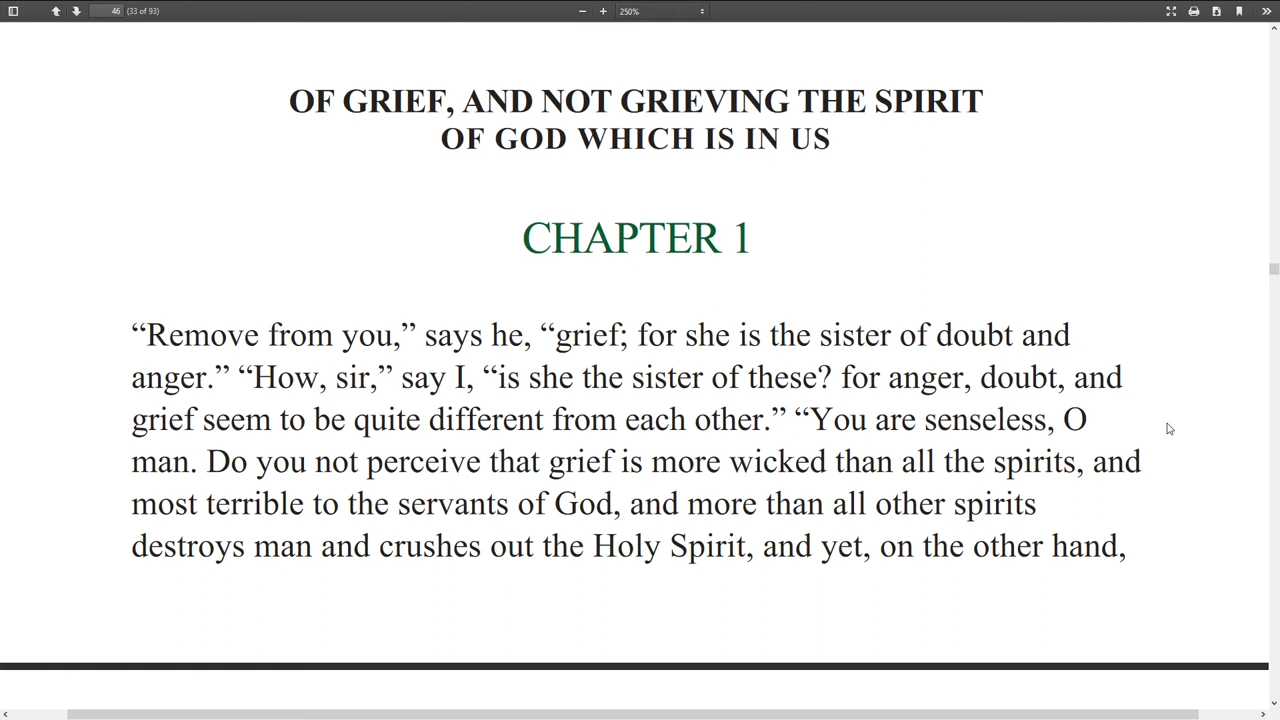 46 (33 of 93)
250%
OF GRIEF, AND NOT GRIEVING THE SPIRIT
OF GOD WHICH IS IN US
CHAPTER 1
“Remove from you,” says he, “grief; for she is the sister of doubt and
anger.” “How, sir,” say I, “is she the sister of these? for anger, doubt, and
grief seem to be quite different from each other.” “You are senseless, O
man. Do you not perceive that grief is more wicked than all the spirits, and
most terrible to the servants of God, and more than all other spirits
destroys man and crushes out the Holy Spirit, and yet, on the other hand,